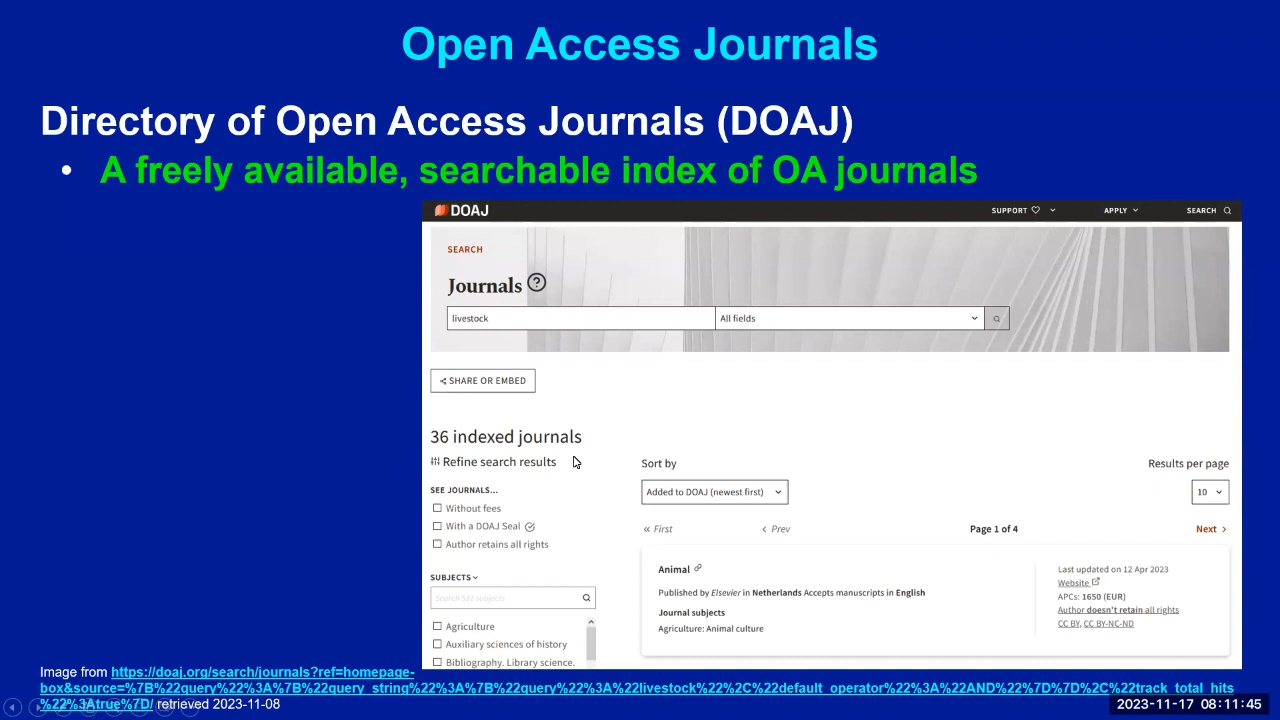 Open Access Journals
Directory of Open Access Journals (DOAJ)
• A freely available, searchable index of OA journals
DOAJ
SUPPORT
APPLY
SEARCH
SEARCH
Journals
livestock
All fields
SHARE OR EMBED
36 indexed journals
Refine search results
Sort by
Results per page
SEE JOURNALS...
Added to DOAJ (newest first)
10
Without fees
With a DOAJ Seal
Author retains all rights
« First
‹ Prev
Page 1 of 4
Next ›
SUBJECTS
Search 531 subjects
Agriculture
Auxiliary sciences of history
Bibliography. Library science.
Animal
Published by Elsevier in Netherlands Accepts manuscripts in English
Journal subjects
Agriculture: Animal culture
Last updated on 12 Apr 2023
Website
APCs: 1650 (EUR)
Author doesn't retain all rights
CC BY, CC BY-NC-ND
Image from https://doaj.org/search/journals?ref=homepage-
box&source=%7B%22query%22%3A%7B%22query_string%22%3A%7B%22query%22%3A%22livestock%22%2C%22default_operator%22%3A%22AND%22%7D%7D%2C%22track_total_hits
%22%3Atrue%7D/ retrieved 2023-11-08
2023-11-17 08:11:45